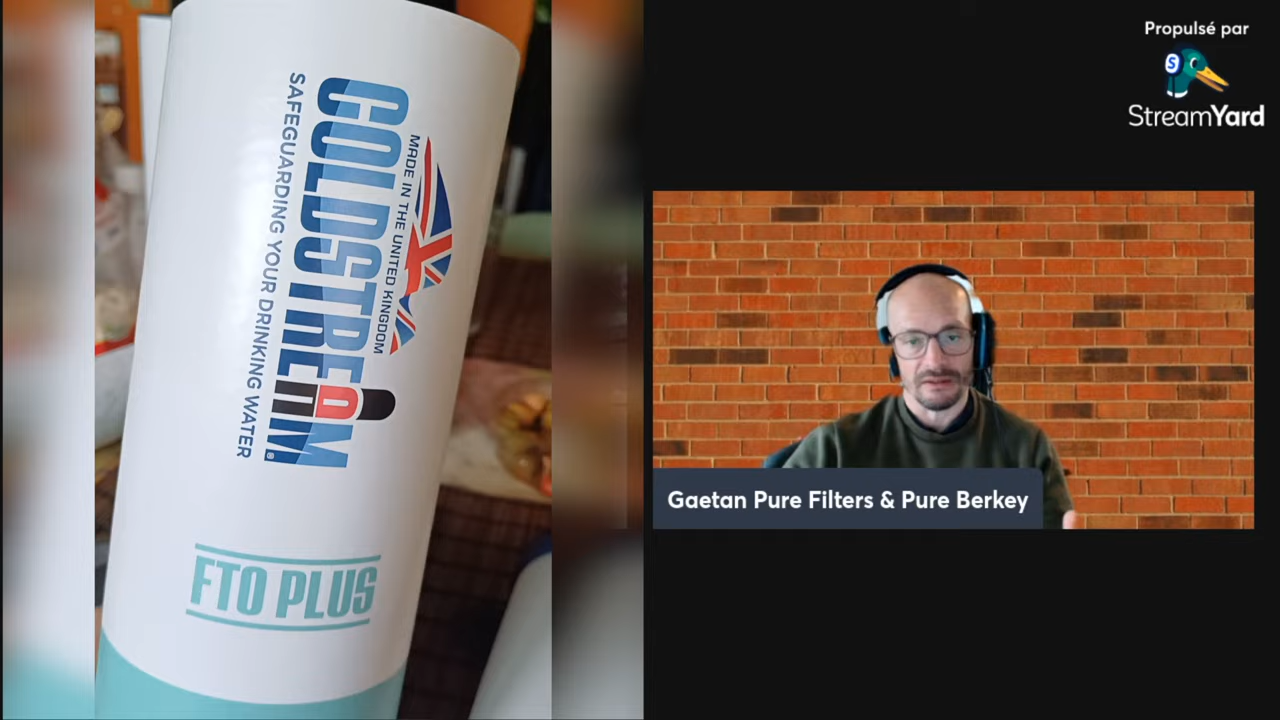 MADE IN THE UNITED KINGDOM
COLDSTREAM®
SAFEGUARDING YOUR DRINKING WATER
FTO PLUS
Propulsé par
S
StreamYard
Gaetan Pure Filters & Pure Berkey